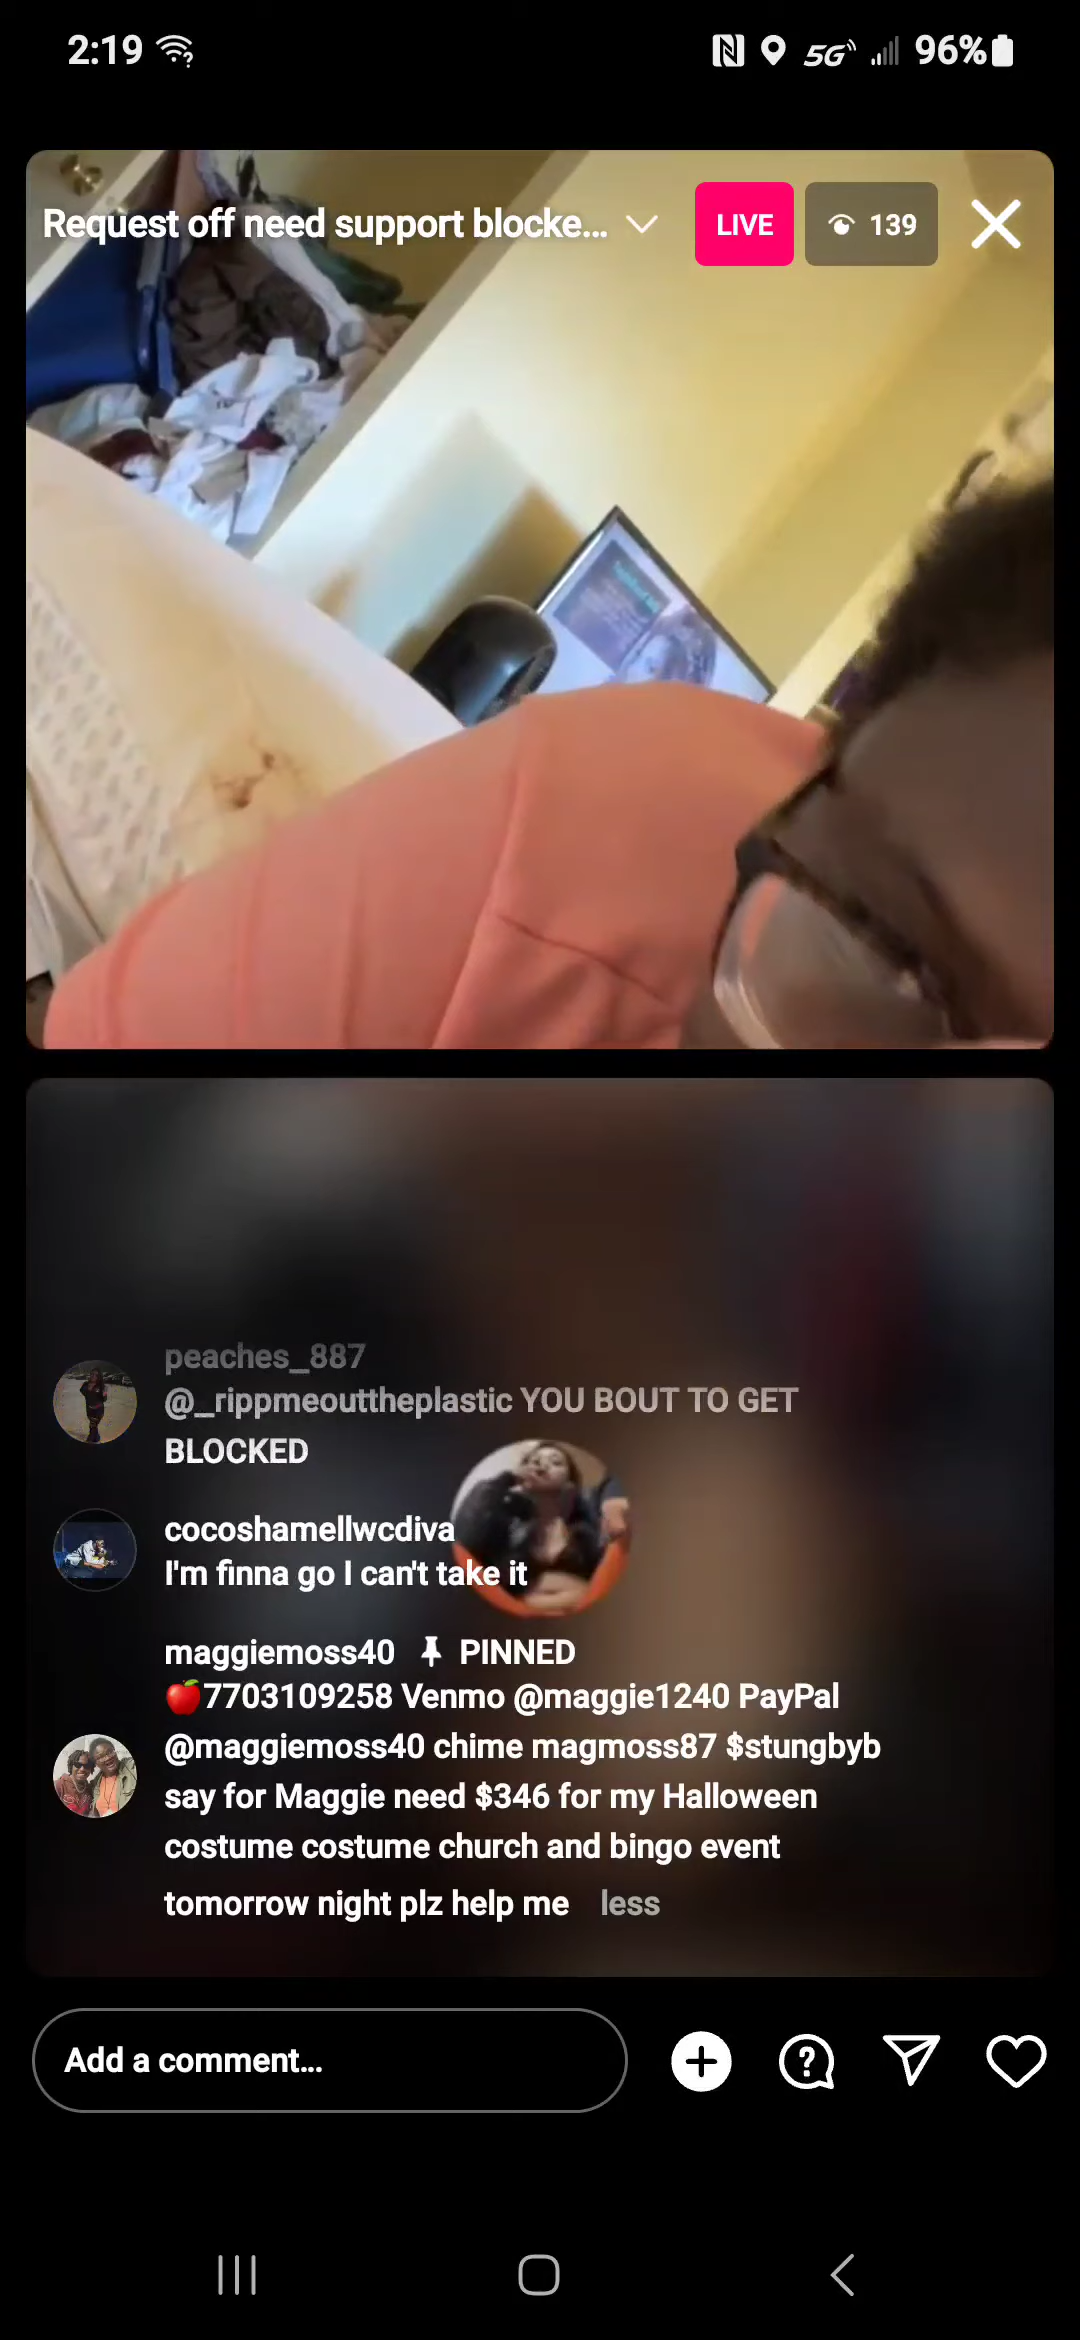 2:19
5G 96%
Request off need support blocke...
LIVE
139
peaches_887
@_rippmeouttheplastic YOU BOUT TO GET
BLOCKED
cocoshamellwcdiva
I'm finna go I can't take it
maggiemoss40 PINNED
🍎7703109258 Venmo @maggie1240 PayPal
@maggiemoss40 chime magmoss87 $stungbyb
say for Maggie need $346 for my Halloween
costume costume church and bingo event
tomorrow night plz help me less
Add a comment...